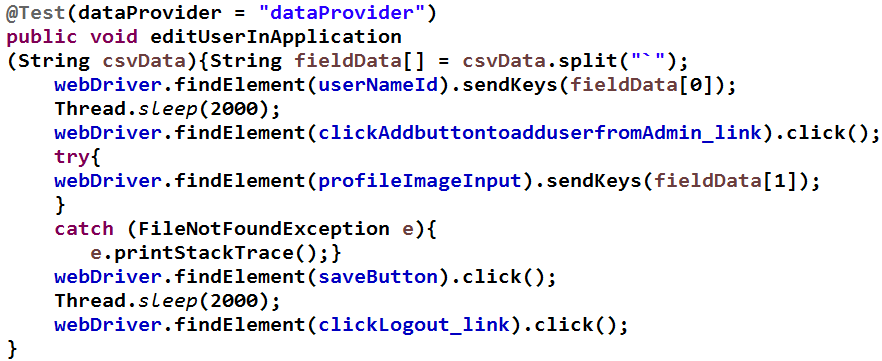 @Test(dataProvider = "dataProvider")
public void editUserInApplication
(String csvData){String fieldData[] = csvData.split("`");
    webDriver.findElement(userNameId).sendKeys(fieldData[0]);
    Thread.sleep(2000);
    webDriver.findElement(clickAddbuttontoadduserfromAdmin_link).click();
    try{
    webDriver.findElement(profileImageInput).sendKeys(fieldData[1]);
    }
    catch (FileNotFoundException e){
       e.printStackTrace();}
    webDriver.findElement(saveButton).click();
    Thread.sleep(2000);
    webDriver.findElement(clickLogout_link).click();
}